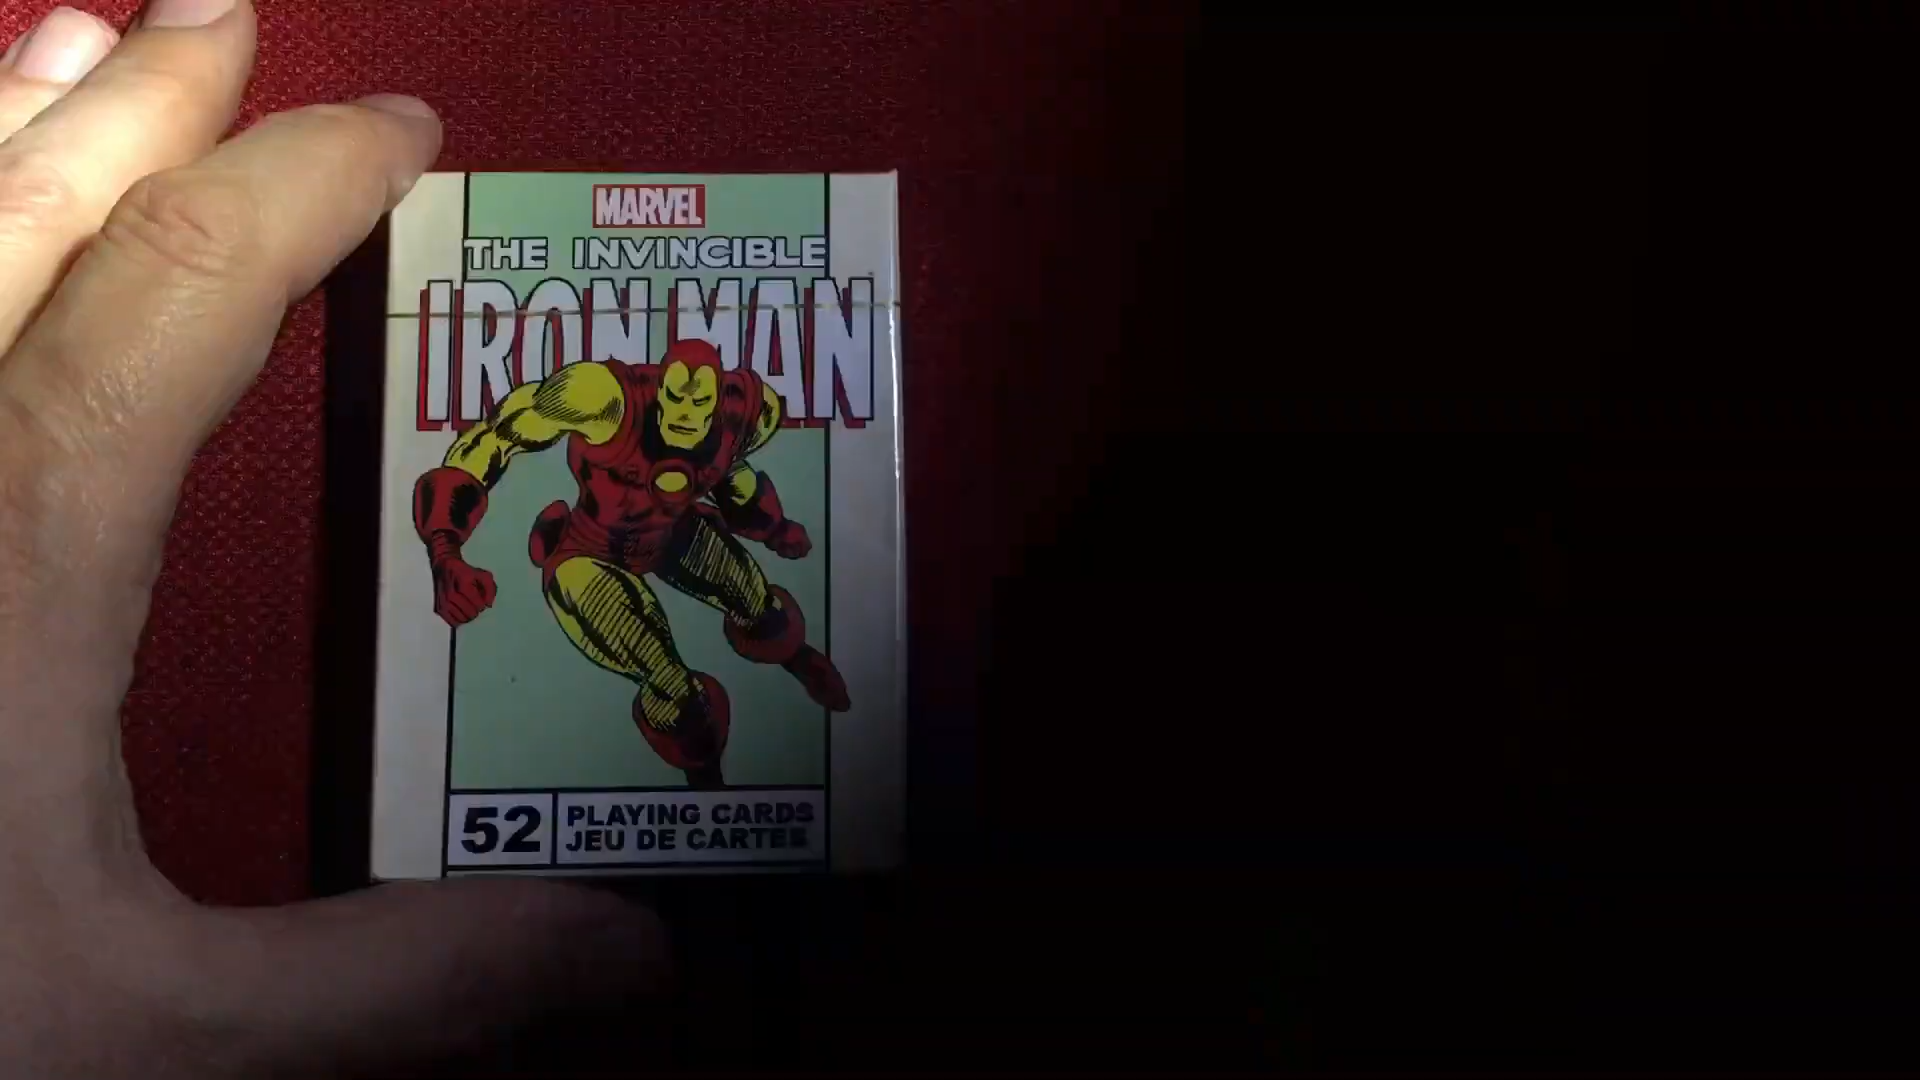 MARVEL
THE INVINCIBLE
IRON MAN
52
PLAYING CARDS
JEU DE CARTES